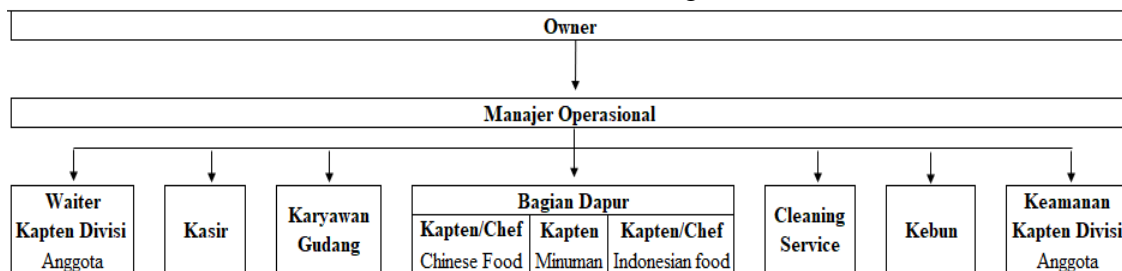 Owner
Manajer Operasional
Waiter
Kapten Divisi
Anggota
Kasir
Karyawan
Gudang
Bagian Dapur
Kapten/Chef
Chinese Food
Kapten
Minuman
Kapten/Chef
Indonesian food
Cleaning
Service
Kebun
Keamanan
Kapten Divisi
Anggota